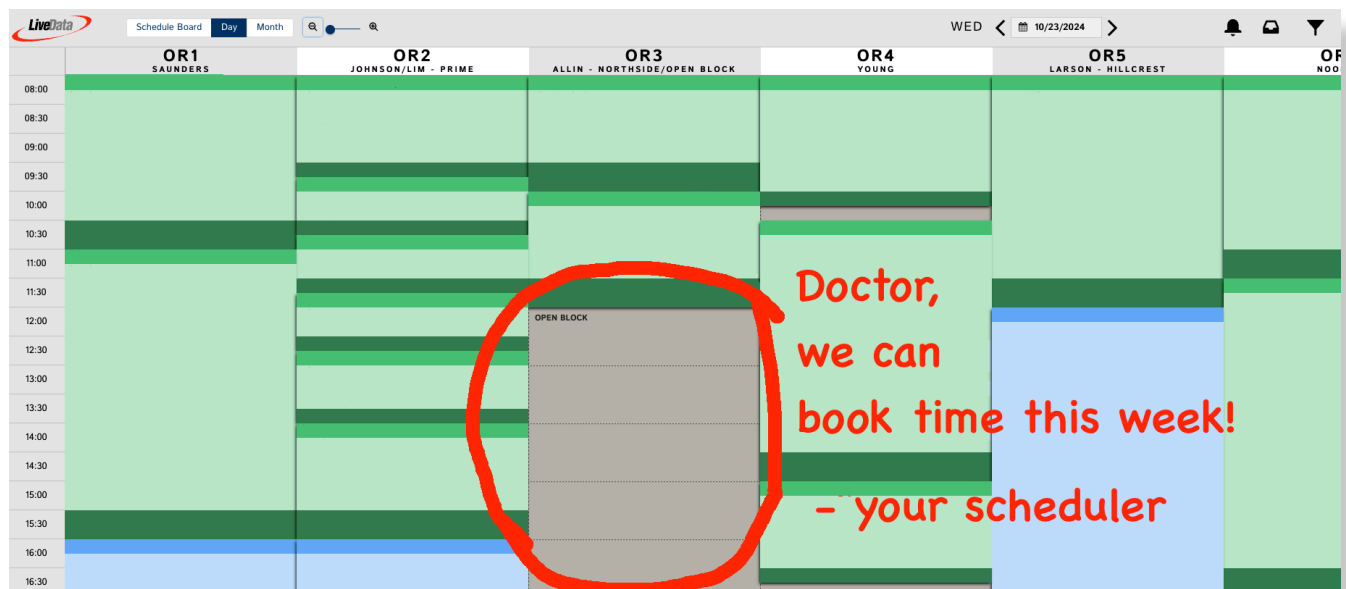 LiveData
Schedule Board Day Month
WED 10/23/2024
OR1 OR2 OR3 OR4 OR5
SAUNDERS JOHNSON/LIM - PRIME ALLIN - NORTHSIDE/OPEN BLOCK YOUNG LARSON - HILLCREST
08:00
08:30
09:00
09:30
10:00
10:30
11:00
11:30
12:00
12:30
13:00
13:30
14:00
14:30
15:00
15:30
16:00
16:30
OPEN BLOCK
Doctor,
we can
book time this week!
- your scheduler